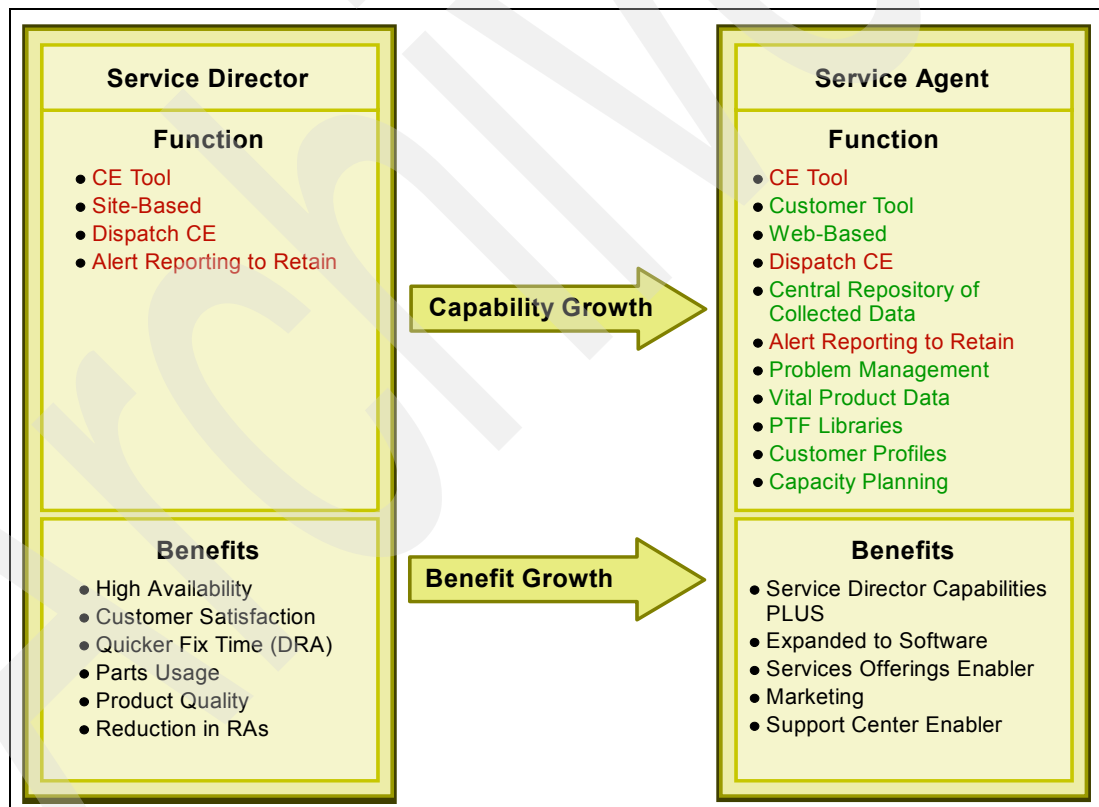 Service Director
Function
• CE Tool
• Site-Based
• Dispatch CE
• Alert Reporting to Retain
Benefits
• High Availability
• Customer Satisfaction
• Quicker Fix Time (DRA)
• Parts Usage
• Product Quality
• Reduction in RAs
Capability Growth
Benefit Growth
Service Agent
Function
• CE Tool
• Customer Tool
• Web-Based
• Dispatch CE
• Central Repository of
Collected Data
• Alert Reporting to Retain
• Problem Management
• Vital Product Data
• PTF Libraries
• Customer Profiles
• Capacity Planning
Benefits
• Service Director Capabilities
PLUS
• Expanded to Software
• Services Offerings Enabler
• Marketing
• Support Center Enabler